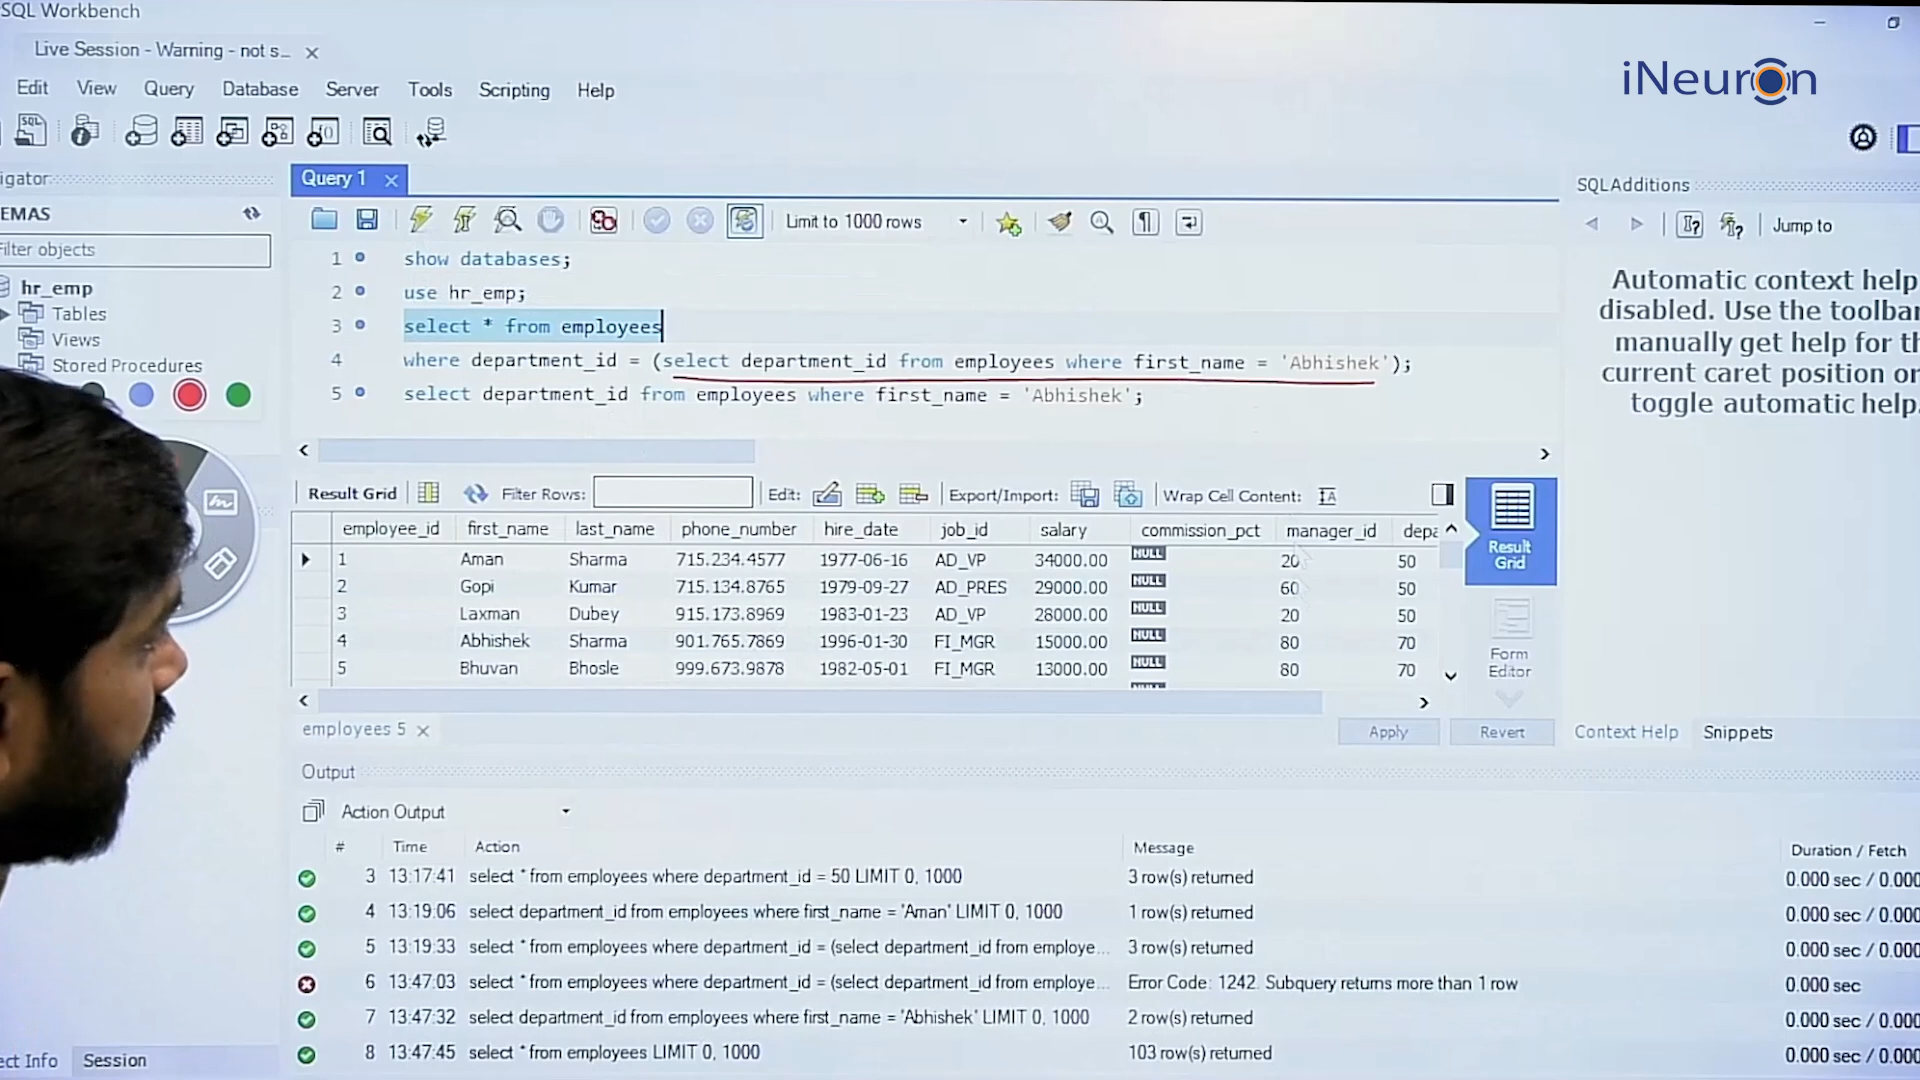 SQL Workbench
Live Session - Warning - not s...
iNeuron
Edit View Query Database Server Tools Scripting Help
igator
Query 1
SQLAdditions
EMAS
Limit to 1000 rows
Jump to
Filter objects
hr_emp
Tables
Views
Stored Procedures
1 show databases;
2 use hr_emp;
3 select * from employees
4 where department_id = (select department_id from employees where first_name = 'Abhishek');
5 select department_id from employees where first_name = 'Abhishek';
Automatic context help
disabled. Use the toolbar
manually get help for th
current caret position or
toggle automatic help.
Result Grid Filter Rows: Edit: Export/Import: Wrap Cell Content:
employee_id first_name last_name phone_number hire_date job_id salary commission_pct manager_id depa
1 Aman Sharma 715.234.4577 1977-06-16 AD_VP 34000.00 NULL 20 50
2 Gopi Kumar 715.134.8765 1979-09-27 AD_PRES 29000.00 NULL 60 50
3 Laxman Dubey 915.173.8969 1983-01-23 AD_VP 28000.00 NULL 20 50
4 Abhishek Sharma 901.765.7869 1996-01-30 FI_MGR 15000.00 NULL 80 70
5 Bhuvan Bhosle 999.673.9878 1982-05-01 FI_MGR 13000.00 NULL 80 70
Result
Grid
Form
Editor
employees 5
Apply Revert
Context Help Snippets
Output
Action Output
# Time Action Message Duration / Fetch
3 13:17:41 select * from employees where department_id = 50 LIMIT 0, 1000 3 row(s) returned 0.000 sec / 0.000
4 13:19:06 select department_id from employees where first_name = 'Aman' LIMIT 0, 1000 1 row(s) returned 0.000 sec / 0.000
5 13:19:33 select * from employees where department_id = (select department_id from employe... 3 row(s) returned 0.000 sec / 0.000
6 13:47:03 select * from employees where department_id = (select department_id from employe... Error Code: 1242. Subquery returns more than 1 row 0.000 sec
7 13:47:32 select department_id from employees where first_name = 'Abhishek' LIMIT 0, 1000 2 row(s) returned 0.000 sec / 0.000
8 13:47:45 select * from employees LIMIT 0, 1000 103 row(s) returned 0.000 sec / 0.000
ect Info Session